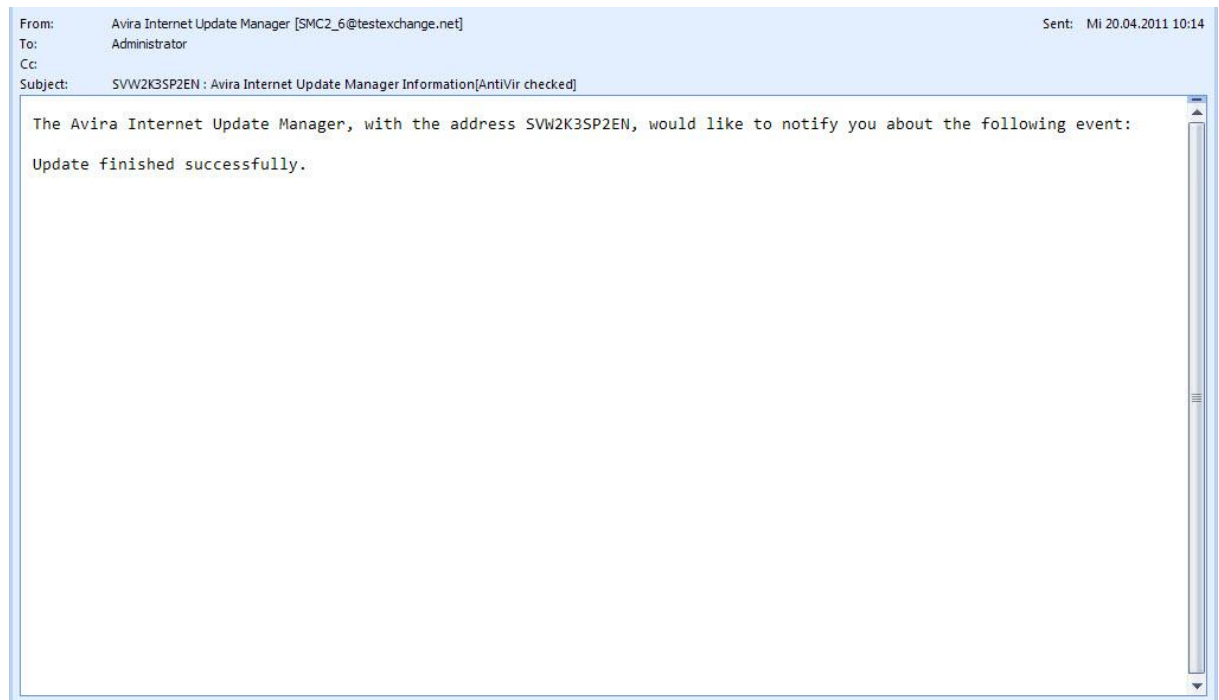 From: Avira Internet Update Manager [SMC2_6@testexchange.net] Sent: Mi 20.04.2011 10:14
To: Administrator
Cc:
Subject: SVW2K3SP2EN : Avira Internet Update Manager Information[AntiVir checked]
The Avira Internet Update Manager, with the address SVW2K3SP2EN, would like to notify you about the following event:
Update finished successfully.